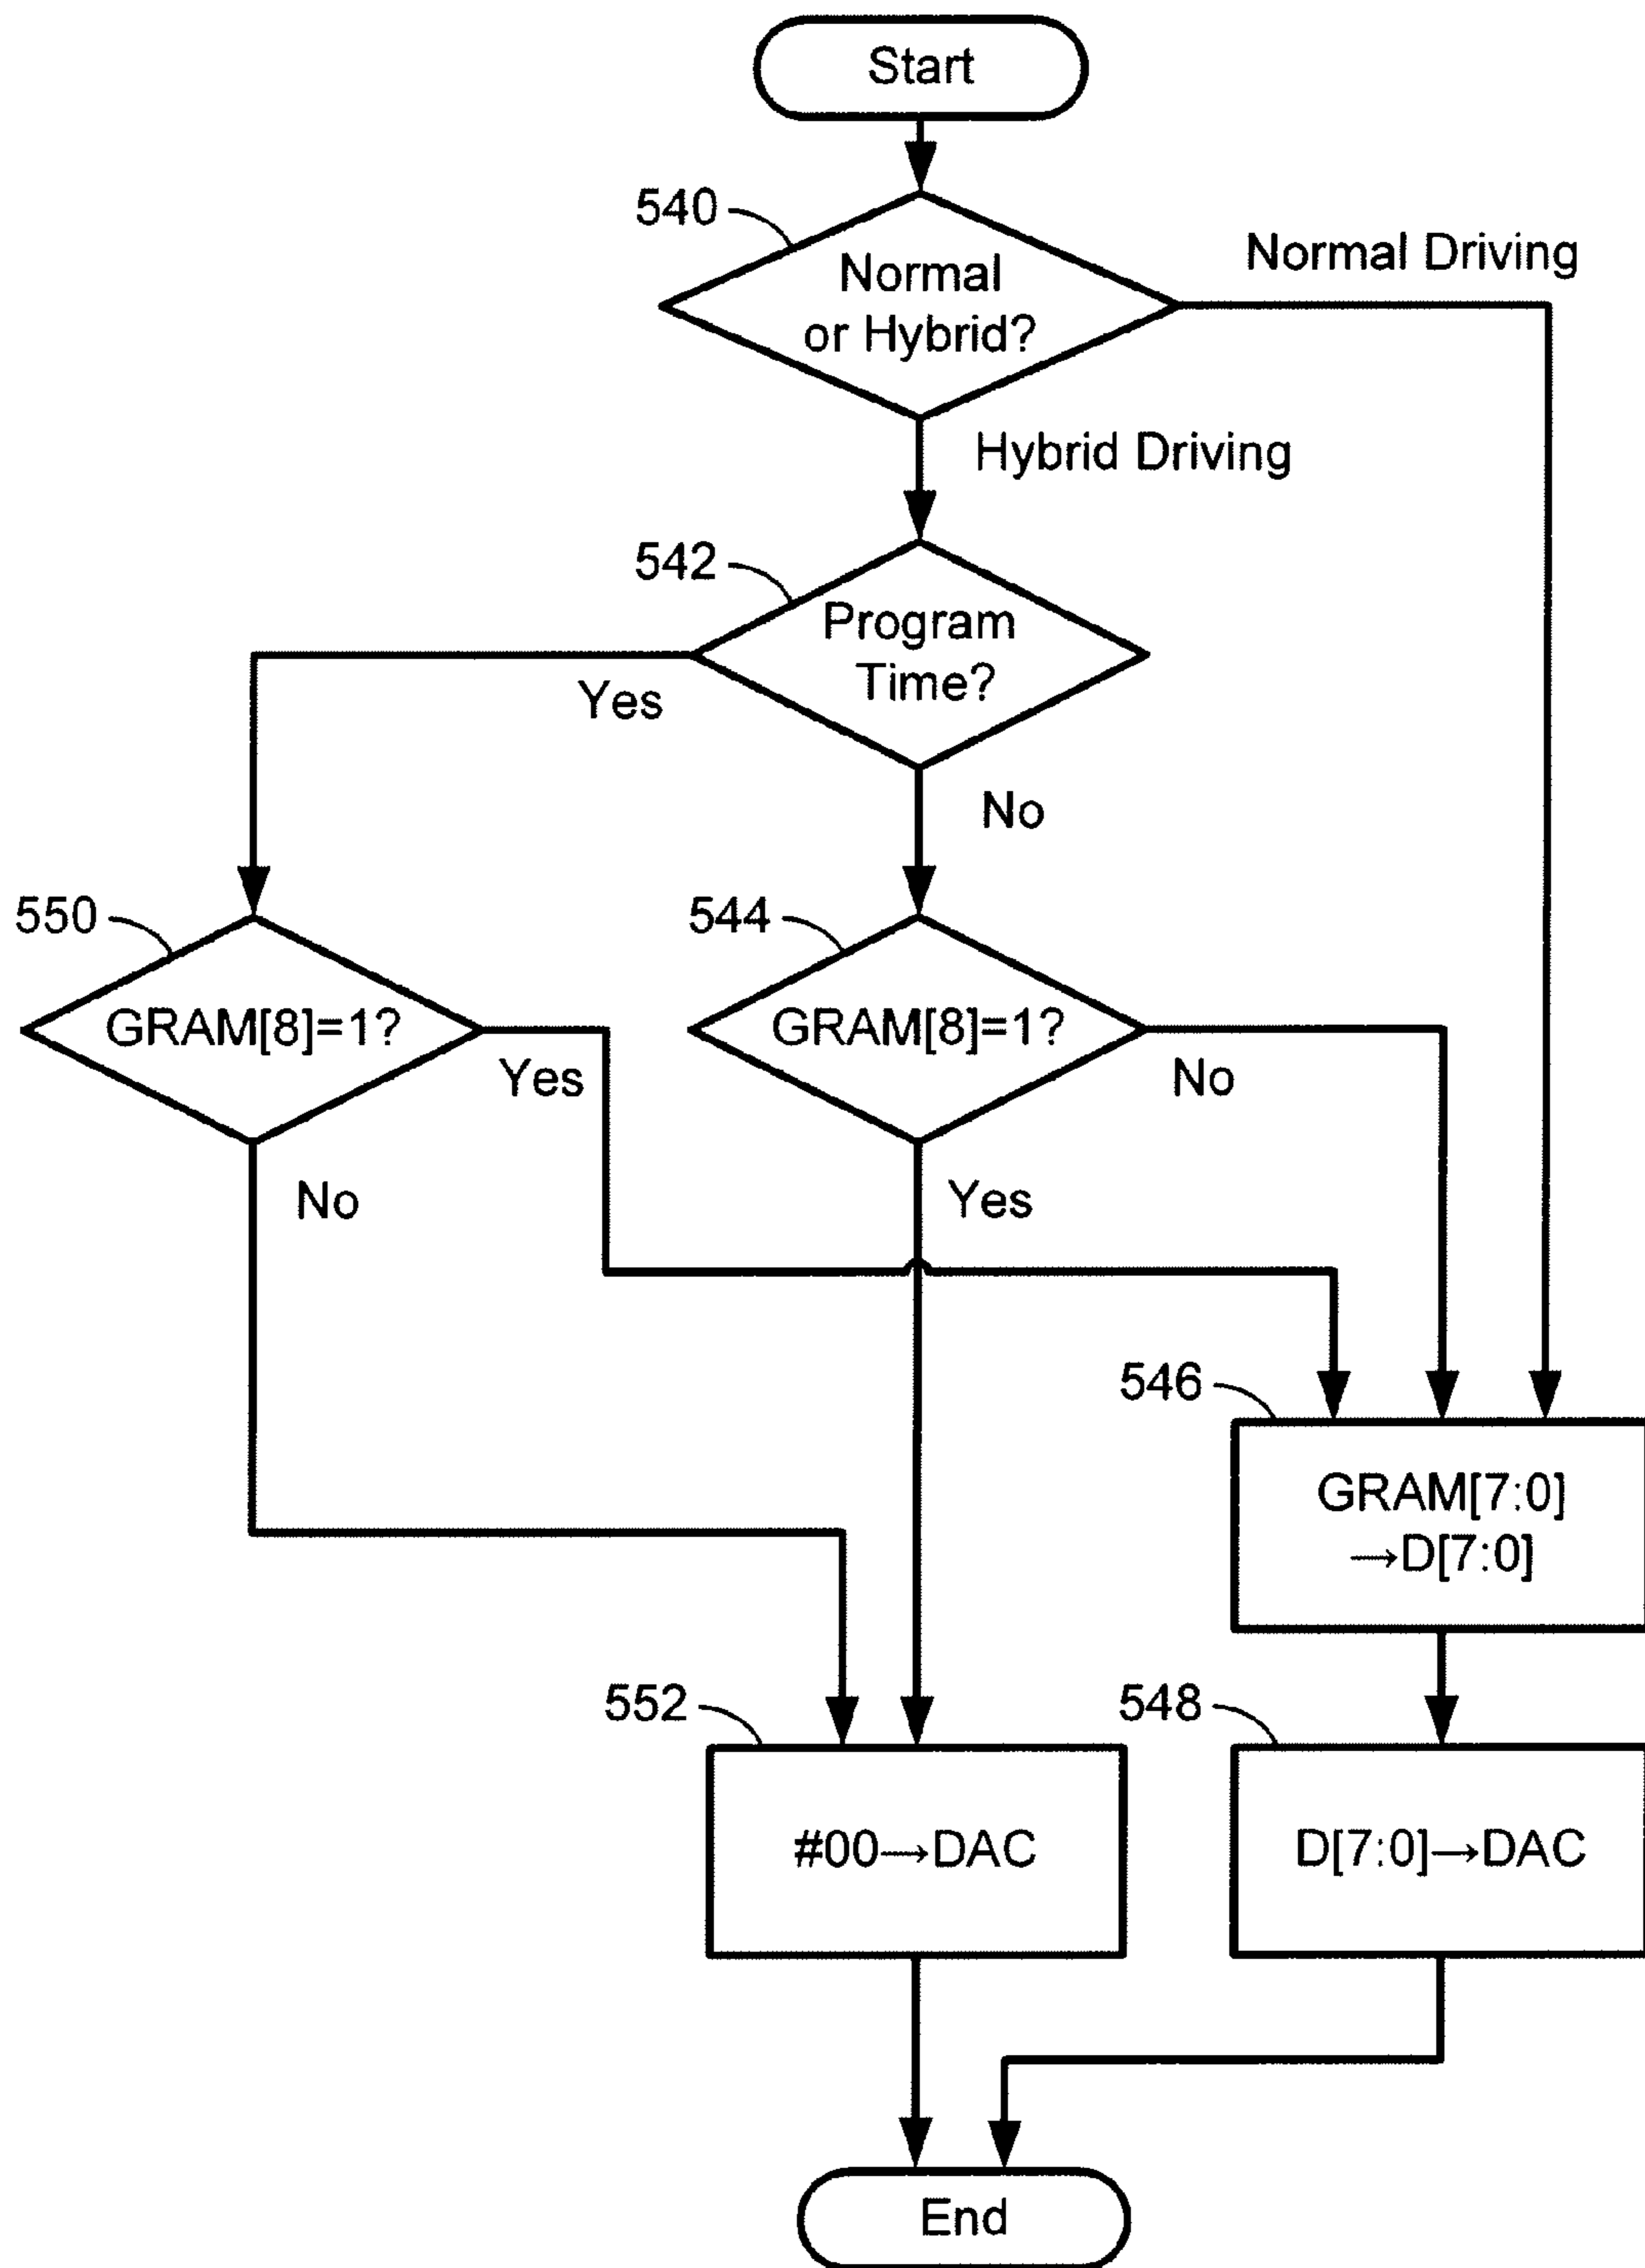 Start
540
Normal
or Hybrid?
Normal Driving
Hybrid Driving
542
Program
Time?
Yes
No
550
GRAM[8]=1?
Yes
No
544
GRAM[8]=1?
No
Yes
546
GRAM[7:0]
→D[7:0]
552
#00→DAC
548
D[7:0]→DAC
End